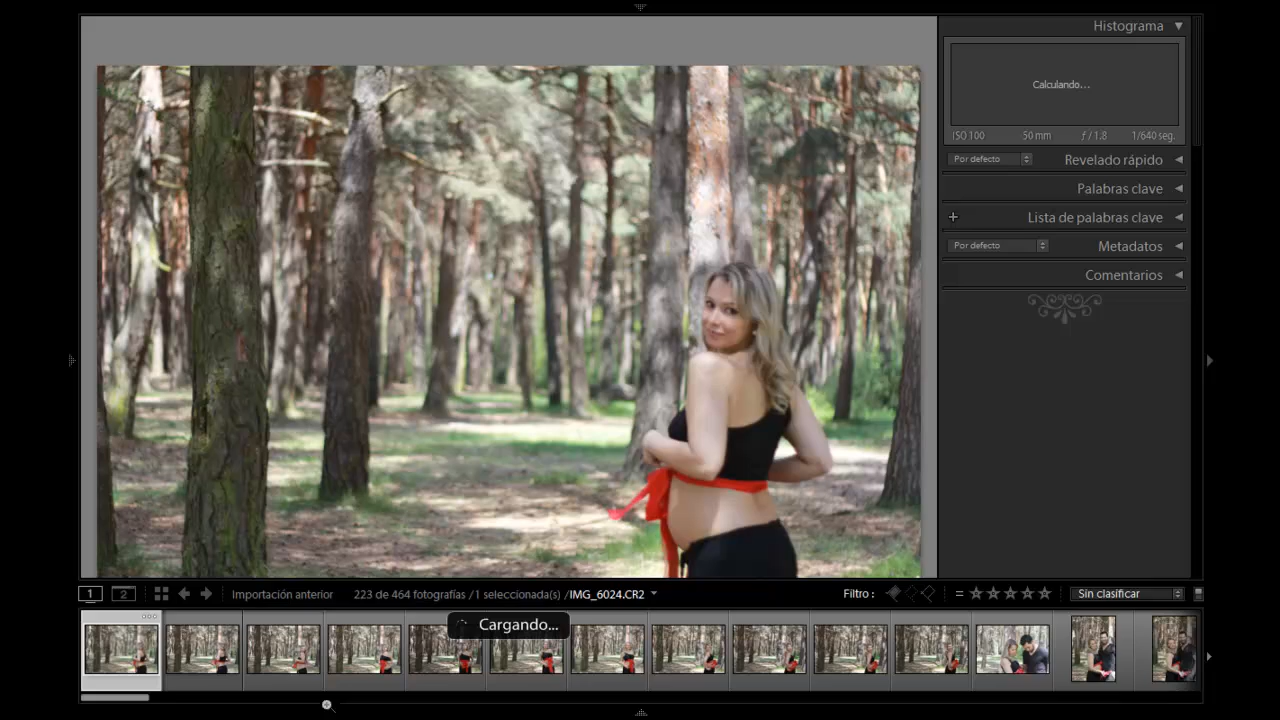 Histograma
Calculando...
ISO 100 50 mm ƒ / 1.8 1/640 seg.
Por defecto Revelado rápido
Palabras clave
+ Lista de palabras clave
Por defecto Metadatos
Comentarios
1 2 Importación anterior 223 de 464 fotografías / 1 seleccionada(s) / IMG_6024.CR2 Filtro : = Sin clasificar
Cargando...